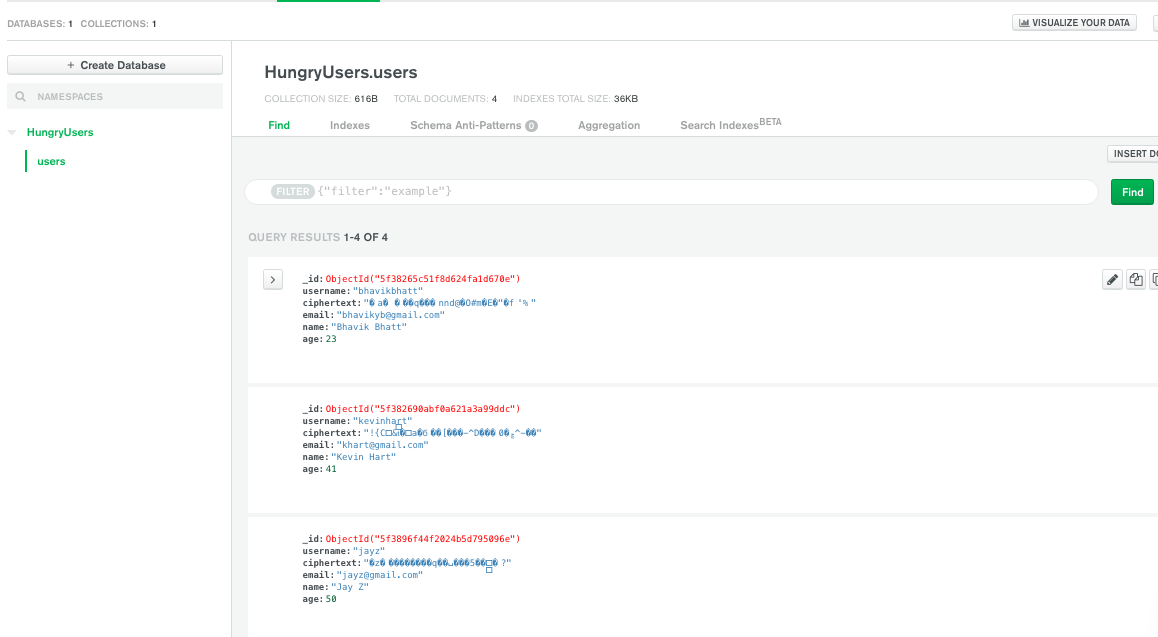 DATABASES: 1 COLLECTIONS: 1
VISUALIZE YOUR DATA
+ Create Database
NAMESPACES
HungryUsers
users
HungryUsers.users
COLLECTION SIZE: 616B TOTAL DOCUMENTS: 4 INDEXES TOTAL SIZE: 36KB
Find Indexes Schema Anti-Patterns 0 Aggregation Search Indexes BETA
INSERT
FILTER {"filter":"example"}
Find
QUERY RESULTS 1-4 OF 4
_id: ObjectId("5f38265c51f8d624fa1d670e")
username: "bhavikbhatt"
ciphertext:
email: "bhavikyb@gmail.com"
name: "Bhavik Bhatt"
age: 23
_id: ObjectId("5f382690abf0a621a3a99ddc")
username: "kevinhart"
ciphertext:
email: "khart@gmail.com"
name: "Kevin Hart"
age: 41
_id: ObjectId("5f3896f44f2024b5d795096e")
username: "jayz"
ciphertext:
email: "jayz@gmail.com"
name: "Jay Z"
age: 50